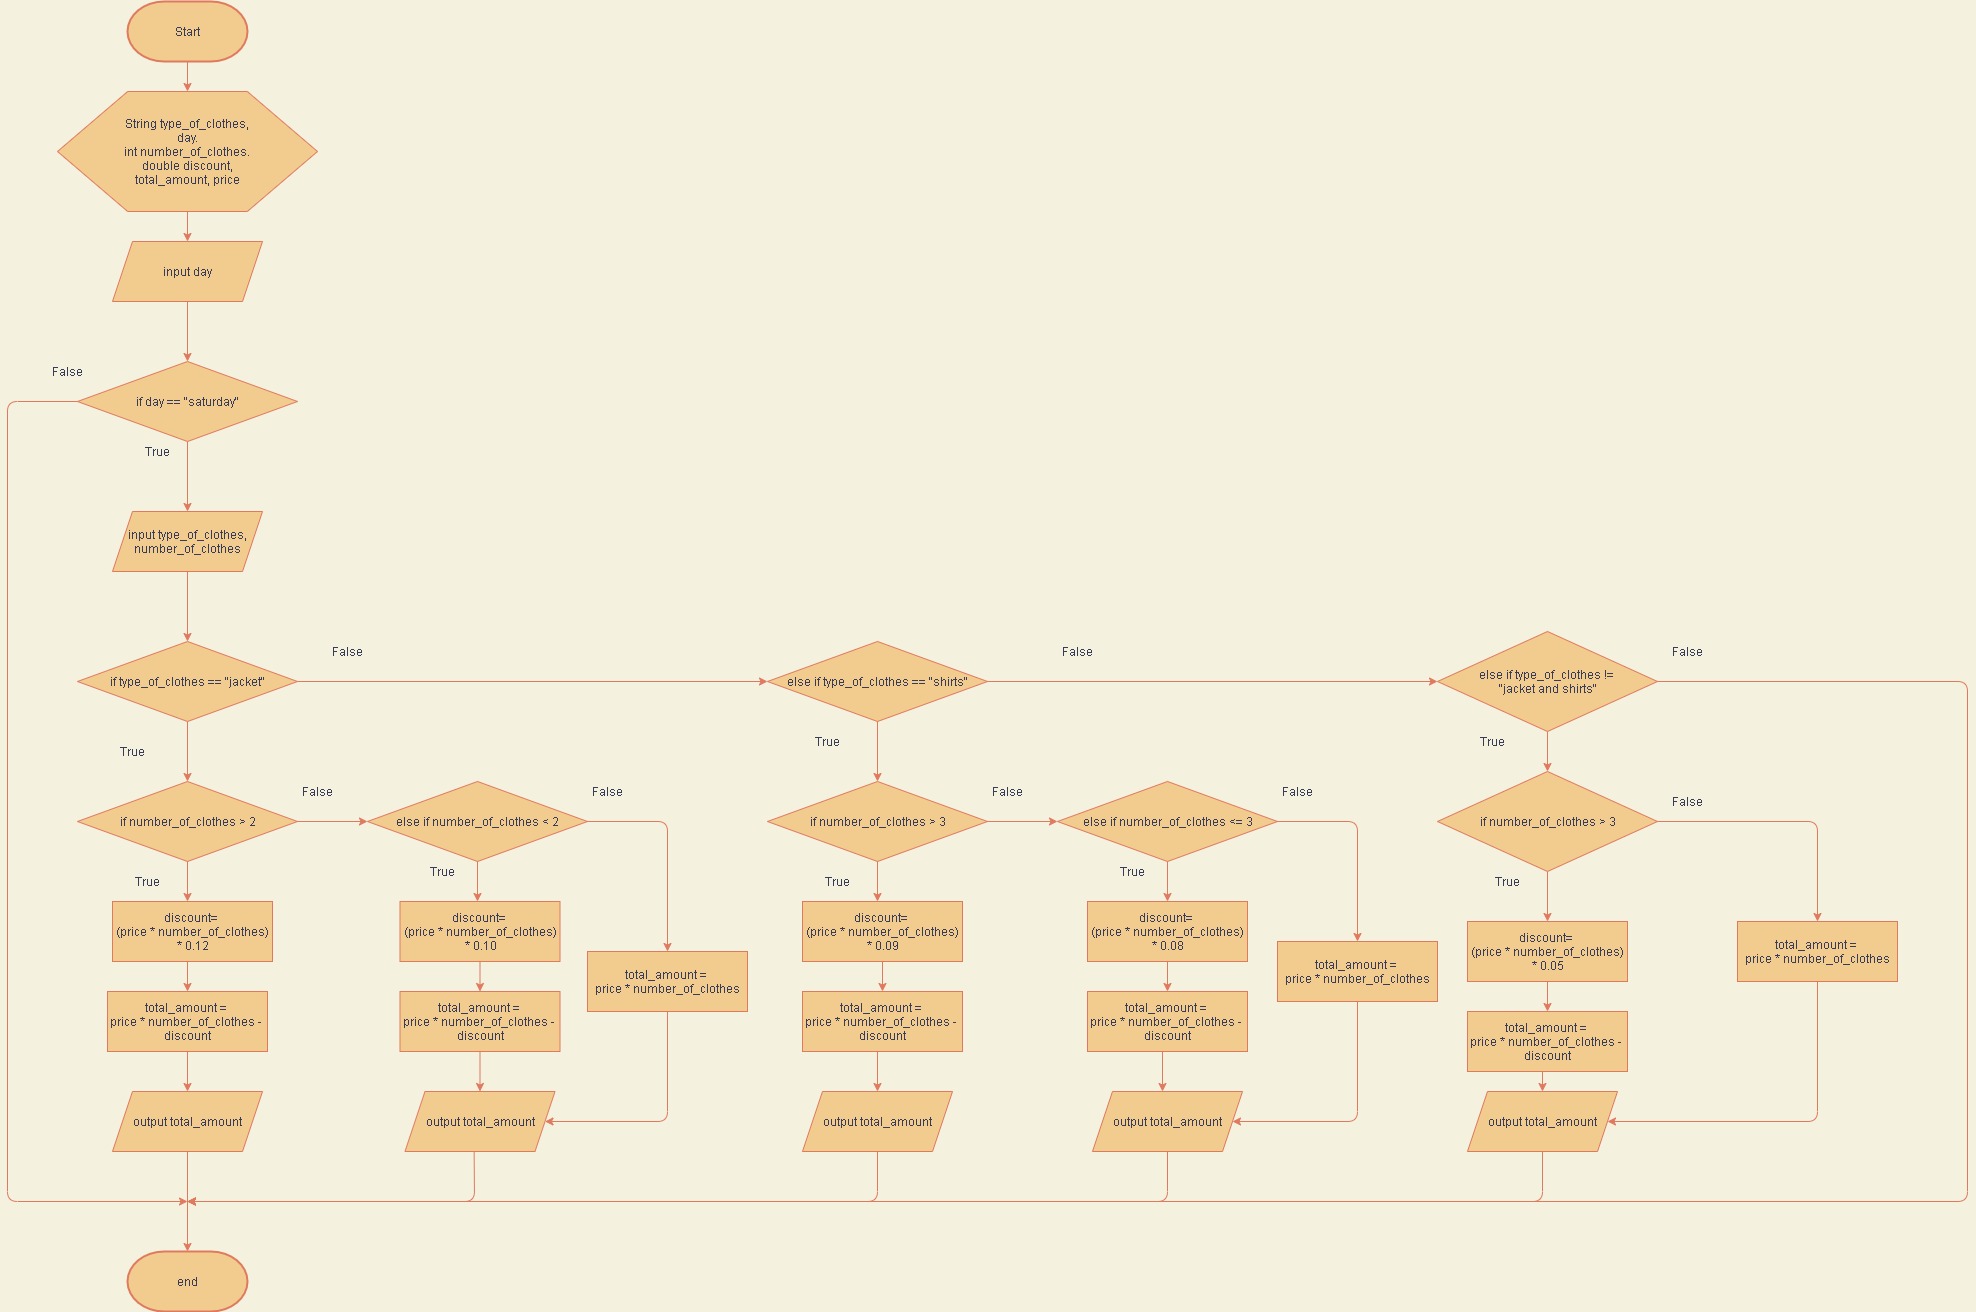 Start
String type_of_clothes,
day.
int number_of_clothes.
double discount,
total_amount, price
input day
False
if day == "saturday"
True
input type_of_clothes,
number_of_clothes
if type_of_clothes == "jacket"
False
else if type_of_clothes == "shirts"
False
else if type_of_clothes !=
"jacket and shirts"
False
True
True
True
if number_of_clothes > 2
False
else if number_of_clothes < 2
False
if number_of_clothes > 3
False
else if number_of_clothes <= 3
False
if number_of_clothes > 3
False
True
True
True
True
True
discount=
(price * number_of_clothes)
* 0.12
discount=
(price * number_of_clothes)
* 0.10
total_amount =
price * number_of_clothes
discount=
(price * number_of_clothes)
* 0.09
discount=
(price * number_of_clothes)
* 0.08
total_amount =
price * number_of_clothes
discount=
(price * number_of_clothes)
* 0.05
total_amount =
price * number_of_clothes
total_amount =
price * number_of_clothes -
discount
total_amount =
price * number_of_clothes -
discount
total_amount =
price * number_of_clothes -
discount
total_amount =
price * number_of_clothes -
discount
total_amount =
price * number_of_clothes -
discount
output total_amount
output total_amount
output total_amount
output total_amount
output total_amount
end